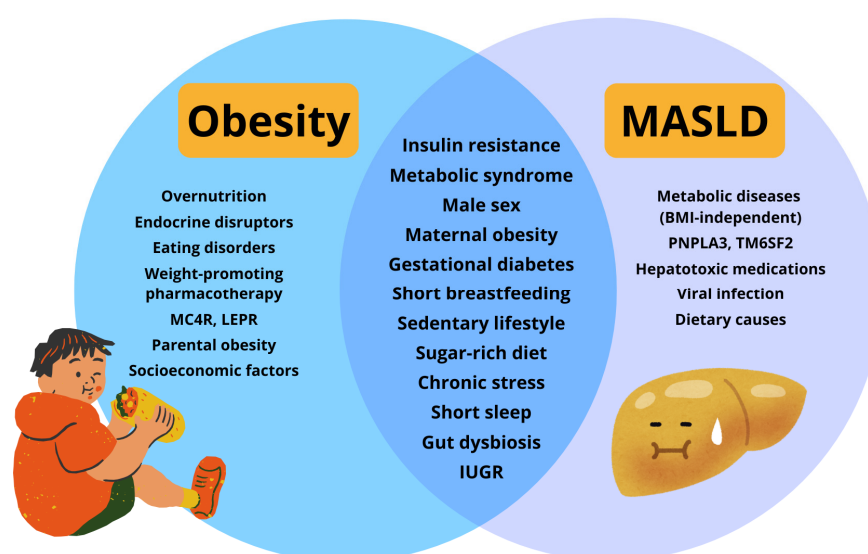 Obesity
Overnutrition
Endocrine disruptors
Eating disorders
Weight-promoting
pharmacotherapy
MC4R, LEPR
Parental obesity
Socioeconomic factors
Insulin resistance
Metabolic syndrome
Male sex
Maternal obesity
Gestational diabetes
Short breastfeeding
Sedentary lifestyle
Sugar-rich diet
Chronic stress
Short sleep
Gut dysbiosis
IUGR
MASLD
Metabolic diseases
(BMI-independent)
PNPLA3, TM6SF2
Hepatotoxic medications
Viral infection
Dietary causes